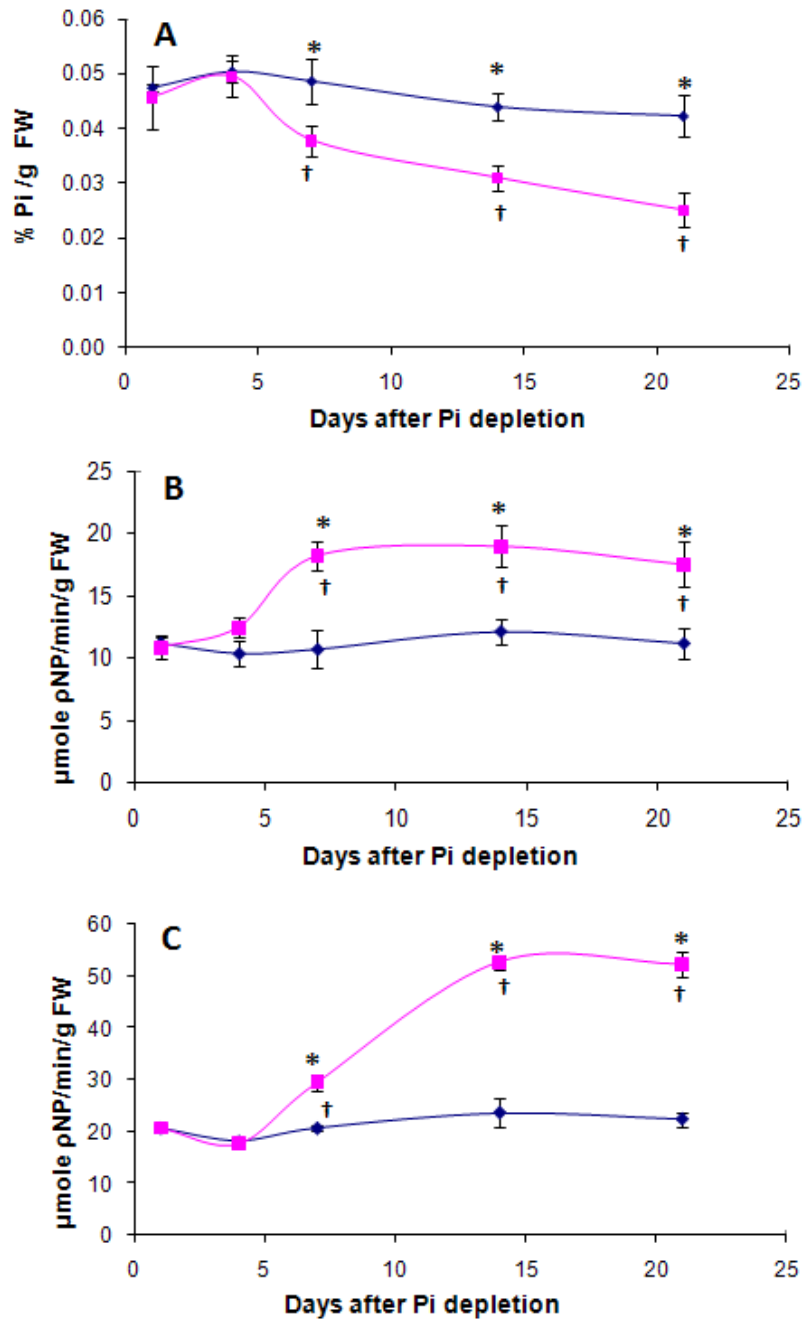 A
% Pi /g FW
0.06
0.05
0.04
0.03
0.02
0.01
0.00
* * *
† † †
0 5 10 15 20 25
Days after Pi depletion
B
µmole ρNP/min/g FW
25
20
15
10
5
0
* * *
† † †
0 5 10 15 20 25
Days after Pi depletion
C
µmole ρNP/min/g FW
60
50
40
30
20
10
0
* * *
† † †
0 5 10 15 20 25
Days after Pi depletion